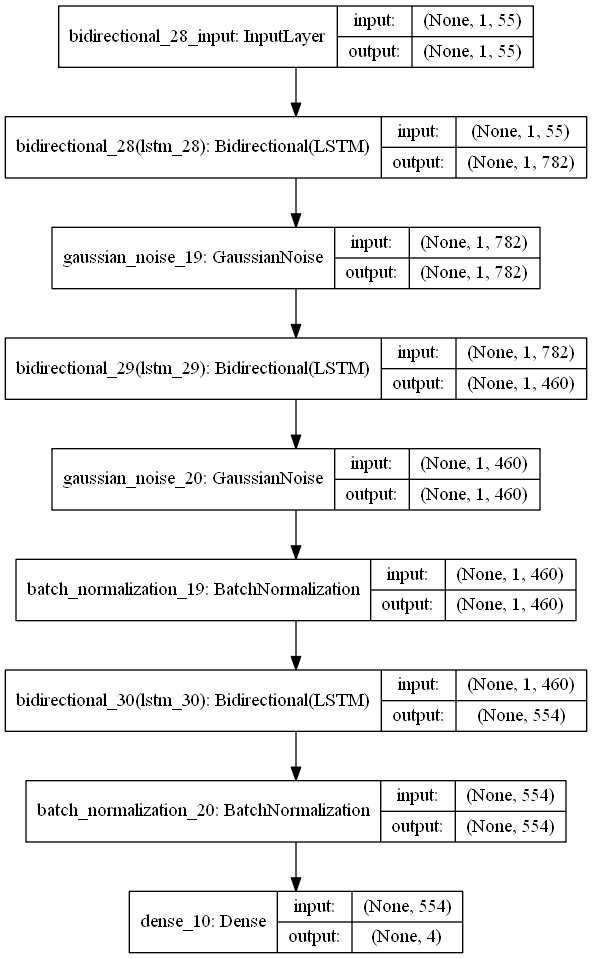 bidirectional_28_input: InputLayer
input: (None, 1, 55)
output: (None, 1, 55)
bidirectional_28(lstm_28): Bidirectional(LSTM)
input: (None, 1, 55)
output: (None, 1, 782)
gaussian_noise_19: GaussianNoise
input: (None, 1, 782)
output: (None, 1, 782)
bidirectional_29(lstm_29): Bidirectional(LSTM)
input: (None, 1, 782)
output: (None, 1, 460)
gaussian_noise_20: GaussianNoise
input: (None, 1, 460)
output: (None, 1, 460)
batch_normalization_19: BatchNormalization
input: (None, 1, 460)
output: (None, 1, 460)
bidirectional_30(lstm_30): Bidirectional(LSTM)
input: (None, 1, 460)
output: (None, 554)
batch_normalization_20: BatchNormalization
input: (None, 554)
output: (None, 554)
dense_10: Dense
input: (None, 554)
output: (None, 4)